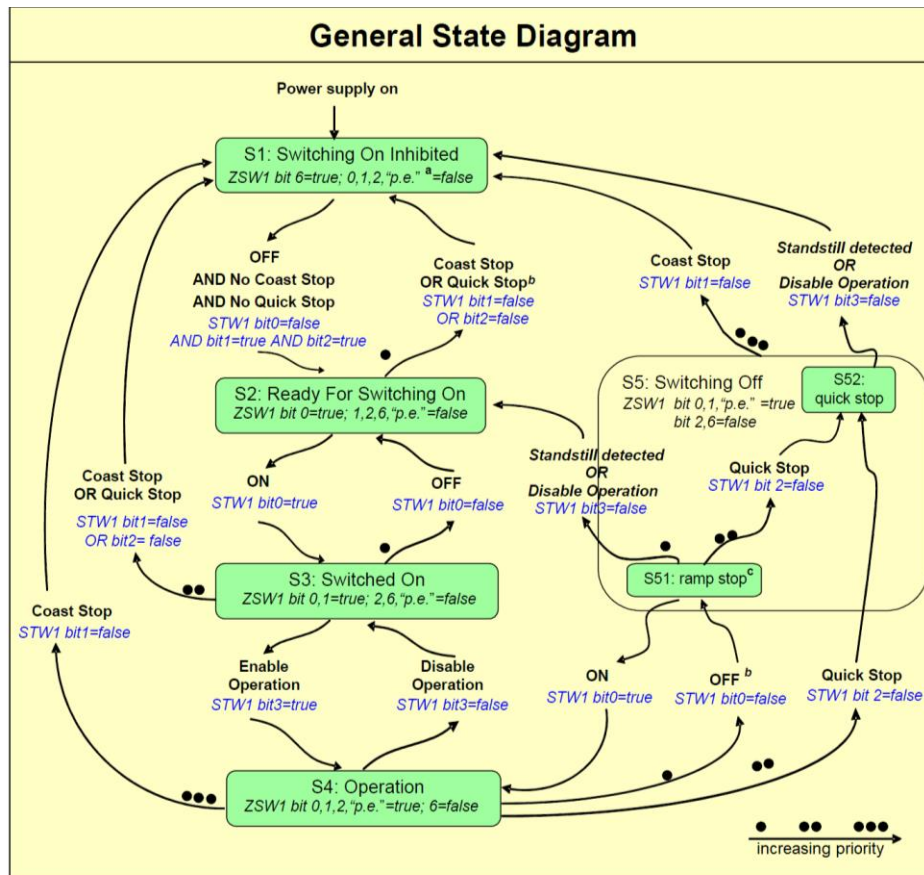 General State Diagram
Power supply on
S1: Switching On Inhibited
ZSW1 bit 6=true; 0,1,2,“p.e.” a=false
OFF
AND No Coast Stop
AND No Quick Stop
STW1 bit0=false
AND bit1=true AND bit2=true
Coast Stop
OR Quick Stopb
STW1 bit1=false
OR bit2=false
Coast Stop
STW1 bit1=false
Standstill detected
OR
Disable Operation
STW1 bit3=false
S2: Ready For Switching On
ZSW1 bit 0=true; 1,2,6,“p.e.”=false
S5: Switching Off
ZSW1 bit 0,1,“p.e.” =true
bit 2,6=false
S52:
quick stop
Coast Stop
OR Quick Stop
STW1 bit1=false
OR bit2= false
ON
STW1 bit0=true
OFF
STW1 bit0=false
Standstill detected
OR
Disable Operation
STW1 bit3=false
Quick Stop
STW1 bit 2=false
S3: Switched On
ZSW1 bit 0,1=true; 2,6,“p.e.”=false
S51: ramp stopc
Coast Stop
STW1 bit1=false
Enable
Operation
STW1 bit3=true
Disable
Operation
STW1 bit3=false
ON
STW1 bit0=true
OFF b
STW1 bit0=false
Quick Stop
STW1 bit 2=false
S4: Operation
ZSW1 bit 0,1,2,“p.e.”=true; 6=false
increasing priority